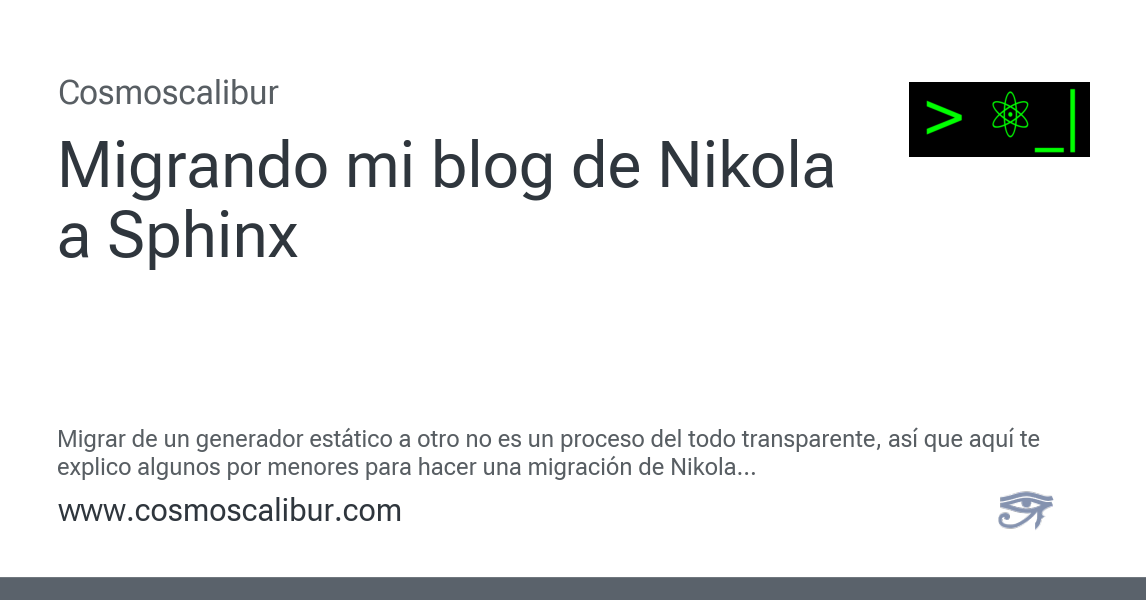 Cosmoscalibur
> ⚛ _|
Migrando mi blog de Nikola
a Sphinx
Migrar de un generador estático a otro no es un proceso del todo transparente, así que aquí te
explico algunos por menores para hacer una migración de Nikola...
www.cosmoscalibur.com